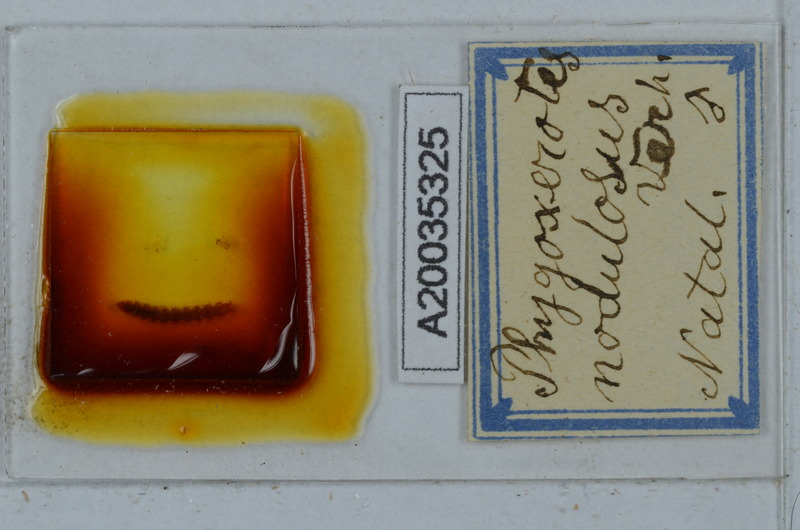 A20035325
Phygoxerotes
nodulosus
Verh.
Natal. ♂